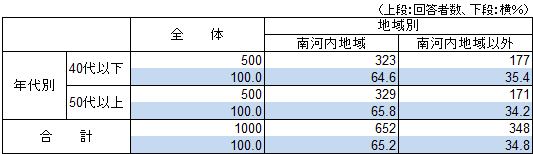 （上段：回答者数、下段：横%）
全 体 地域別
南河内地域 南河内地域以外
年代別 40代以下 500 323 177
100.0 64.6 35.4
50代以上 500 329 171
100.0 65.8 34.2
合 計 1000 652 348
100.0 65.2 34.8